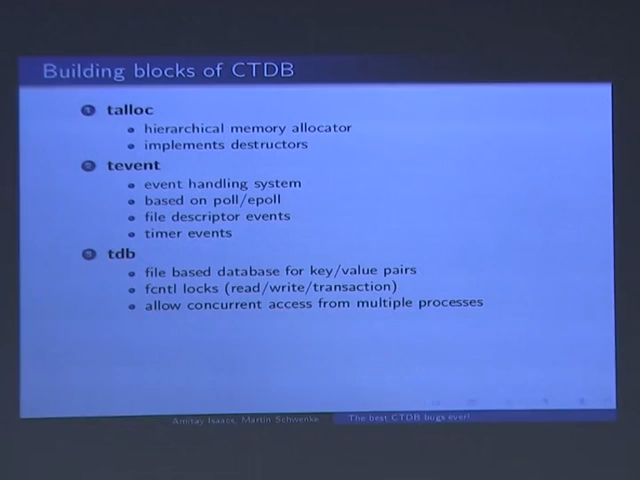 Building blocks of CTDB
1 talloc
hierarchical memory allocator
implements destructors
2 tevent
event handling system
based on poll/epoll
file descriptor events
timer events
3 tdb
file based database for key/value pairs
fcntl locks (read/write/transaction)
allow concurrent access from multiple processes
Amitay Isaacs, Martin Schwenke The best CTDB bugs ever!